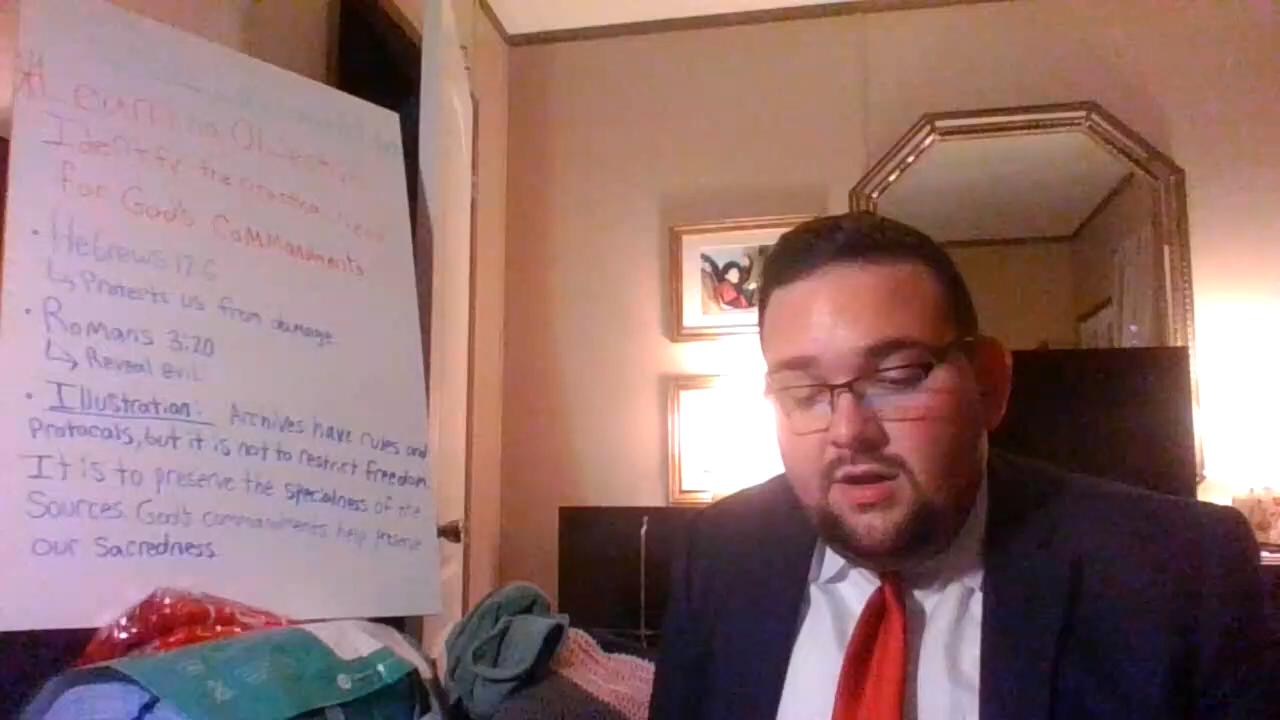 #Learning Objective:
Identify the
for God's Commandments
• Hebrews 12:6
↳ Protects us from damage
• Romans 3:20
↳ Reveal evil
• Illustration: Archives have rules and
Protocals, but it is not to restrict freedom.
It is to preserve the specialness of the
Sources. God's commandments help preserve
our Sacredness